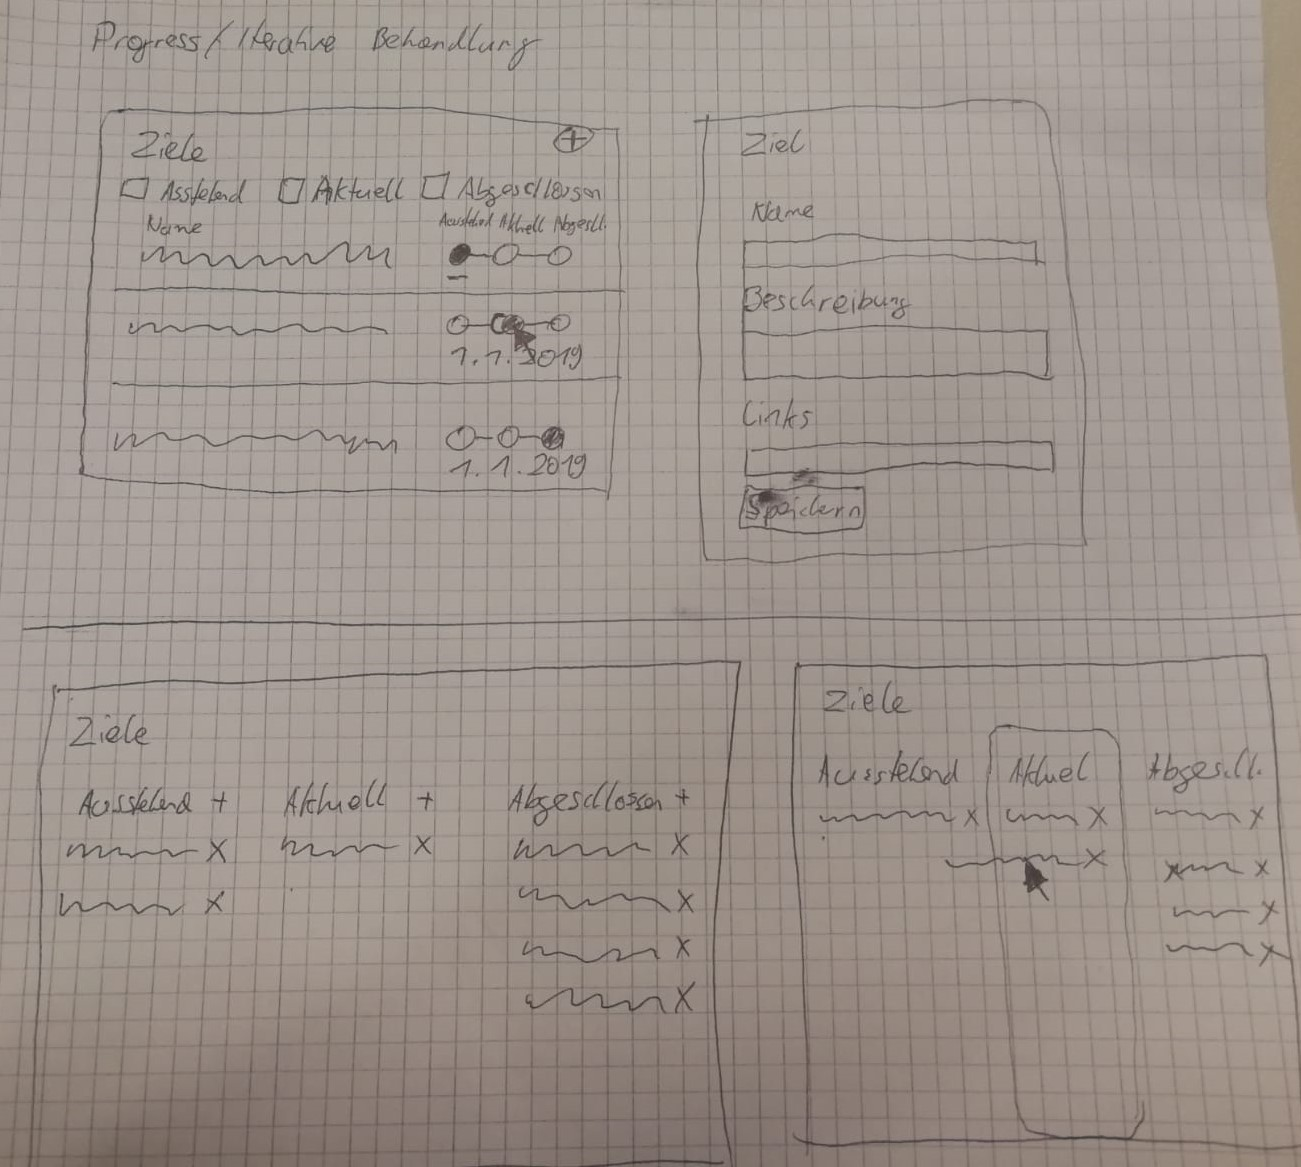 Progress/Iterative Behandlung
Ziele +
Asstehend Aktuell Abgeschlossen
Name Ausstehend Aktuell Abgeschl.
1.1.2019
1.1.2019
Ziel
Name
Beschreibung
Links
Speichern
Ziele
Ausstehend + Aktuell + Abgeschlossen +
X X X
X X
X
X
Ziele
Ausstehend Aktuel Abgeschl.
X X X
X X
X
X